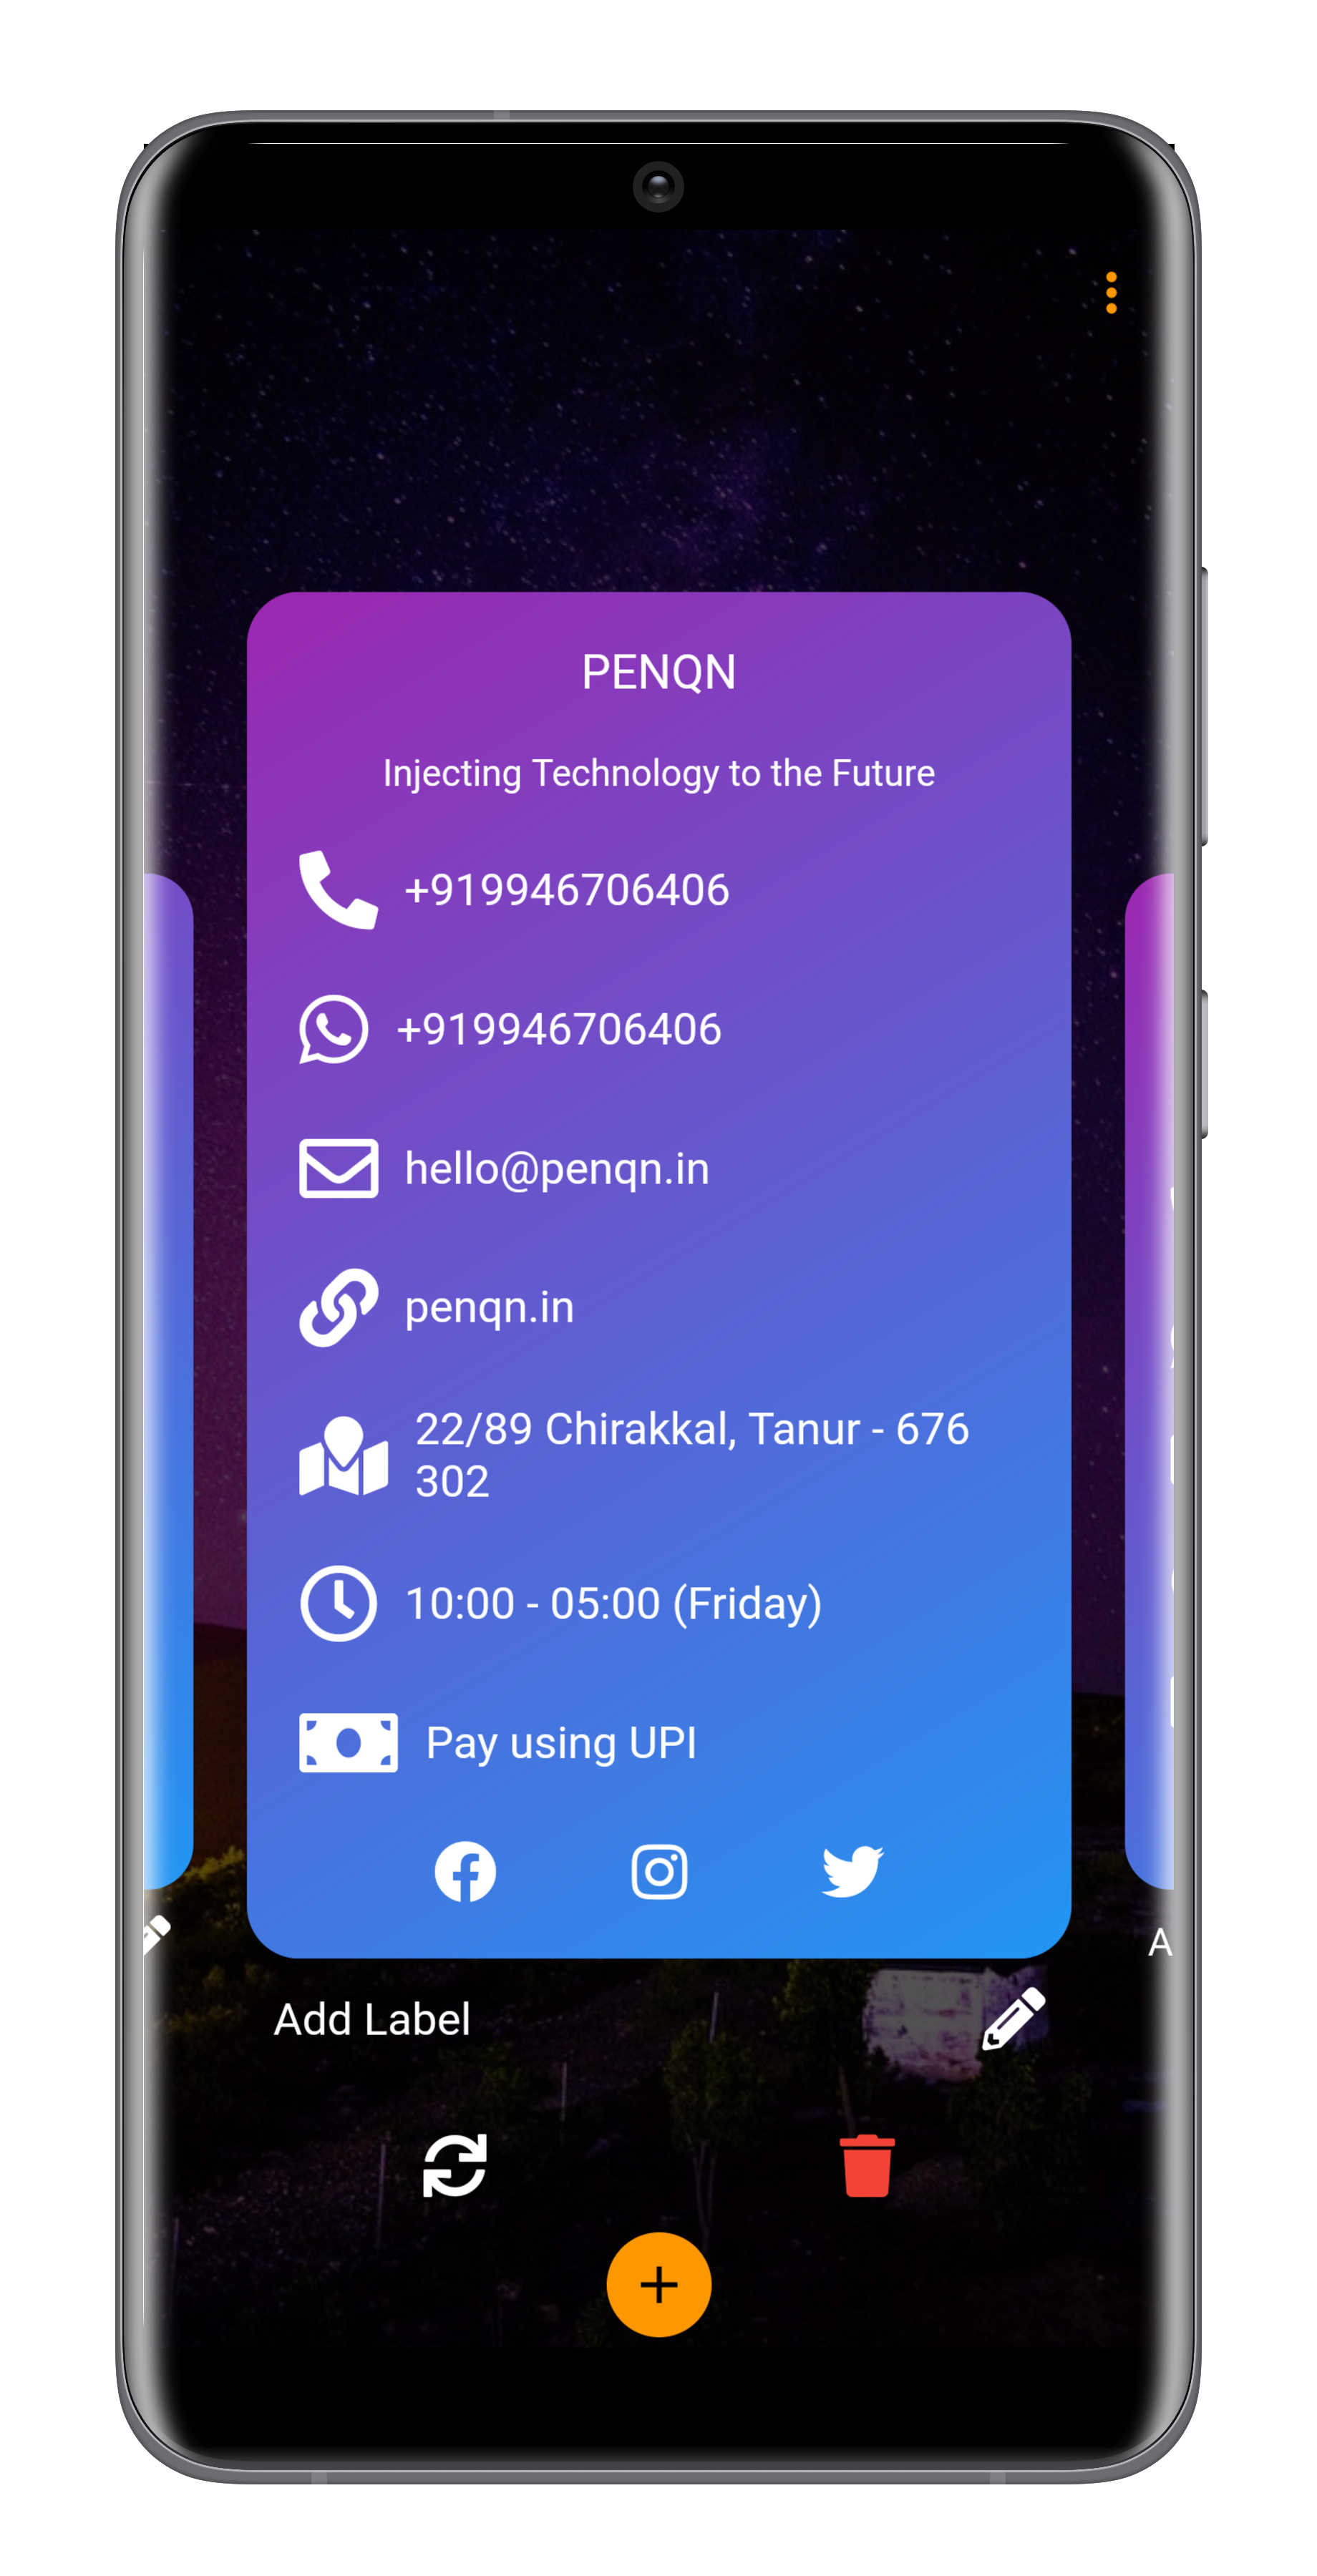 PENQN
Injecting Technology to the Future
+919946706406
+919946706406
hello@penqn.in
penqn.in
22/89 Chirakkal, Tanur - 676
302
10:00 - 05:00 (Friday)
Pay using UPI
A
Add Label